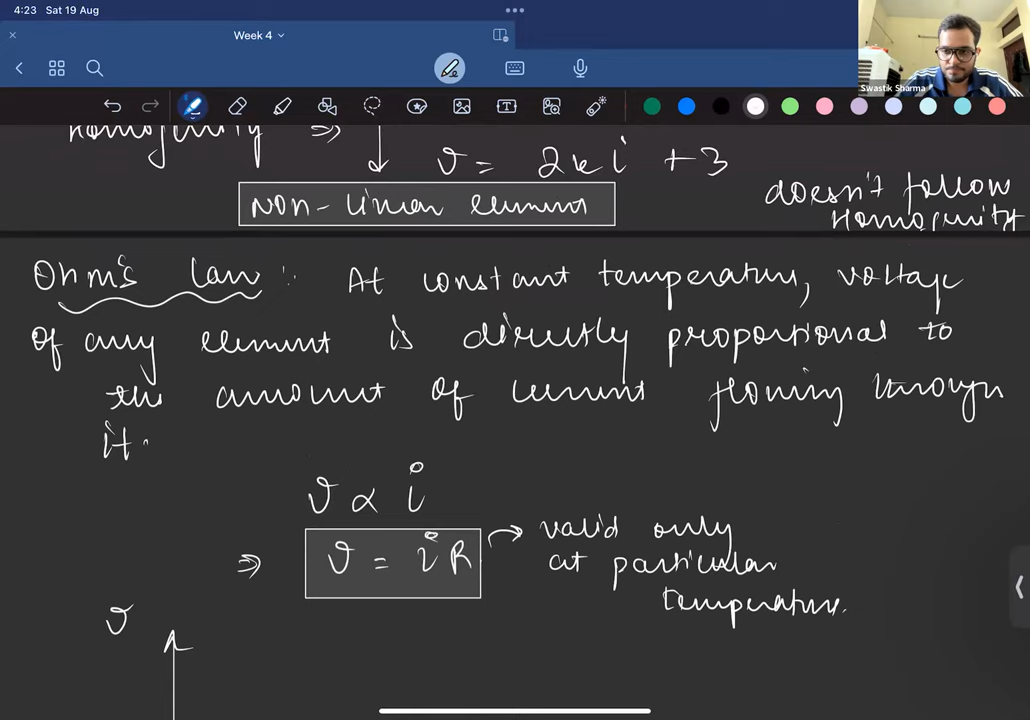 4:23 Sat 19 Aug
Week 4
Swastik Sharma
homogenity ⇒ ↓ v = 2k i + 3
Non-linear element
doesn't follow
Homogenity
Ohm's law: At constant temperature, voltage
of any element is directly proportional to
the amount of current flowing through
it.
v ∝ i
⇒ v = i R → valid only
at particular
temperature.
v